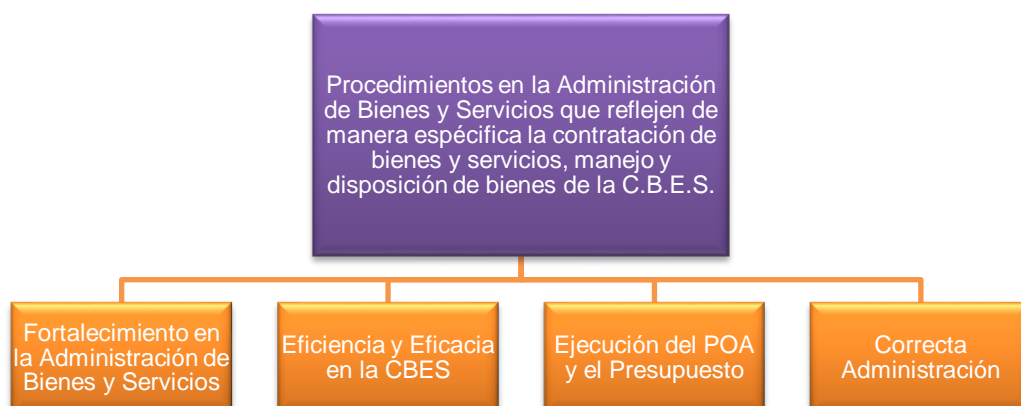 Procedimientos en la Administración
de Bienes y Servicios que reflejen de
manera espécifica la contratación de
bienes y servicios, manejo y
disposición de bienes de la C.B.E.S.
Fortalecimiento en
la Administración de
Bienes y Servicios
Eficiencia y Eficacia
en la CBES
Ejecución del POA
y el Presupuesto
Correcta
Administración